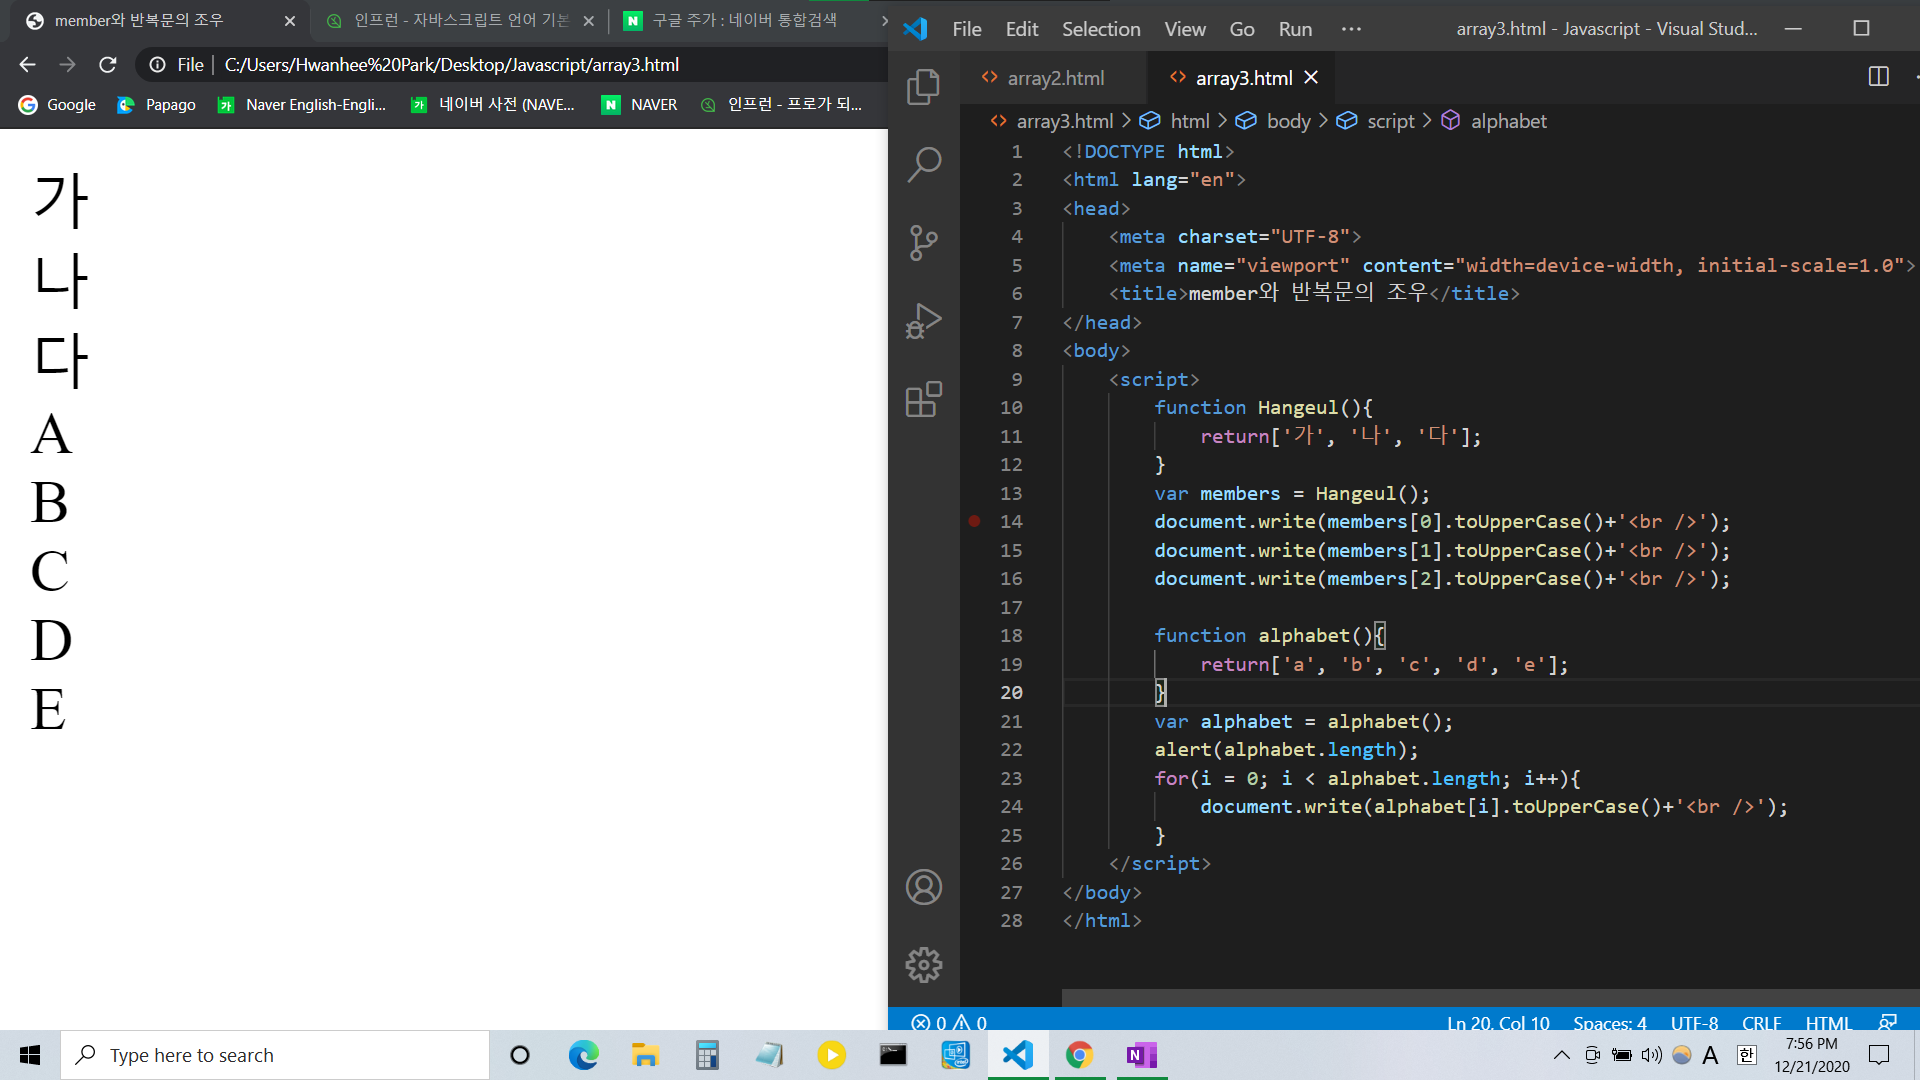 member와 반복문의 조우
인프런 - 자바스크립트 언어 기본
구글 주가 : 네이버 통합검색
File C:/Users/Hwanhee%20Park/Desktop/Javascript/array3.html
Google Papago Naver English-Engli... 네이버 사전 (NAVE... NAVER 인프런 - 프로가 되...
가
나
다
A
B
C
D
E
File Edit Selection View Go Run ··· array3.html - Javascript - Visual Stud...
array2.html array3.html
array3.html > html > body > script > alphabet
1 <!DOCTYPE html>
2 <html lang="en">
3 <head>
4 <meta charset="UTF-8">
5 <meta name="viewport" content="width=device-width, initial-scale=1.0">
6 <title>member와 반복문의 조우</title>
7 </head>
8 <body>
9 <script>
10 function Hangeul(){
11 return['가', '나', '다'];
12 }
13 var members = Hangeul();
14 document.write(members[0].toUpperCase()+'<br />');
15 document.write(members[1].toUpperCase()+'<br />');
16 document.write(members[2].toUpperCase()+'<br />');
17
18 function alphabet(){
19 return['a', 'b', 'c', 'd', 'e'];
20 }
21 var alphabet = alphabet();
22 alert(alphabet.length);
23 for(i = 0; i < alphabet.length; i++){
24 document.write(alphabet[i].toUpperCase()+'<br />');
25 }
26 </script>
27 </body>
28 </html>
0 0 Ln 20, Col 10 Spaces: 4 UTF-8 CRLF HTML
Type here to search
A 한 7:56 PM
12/21/2020